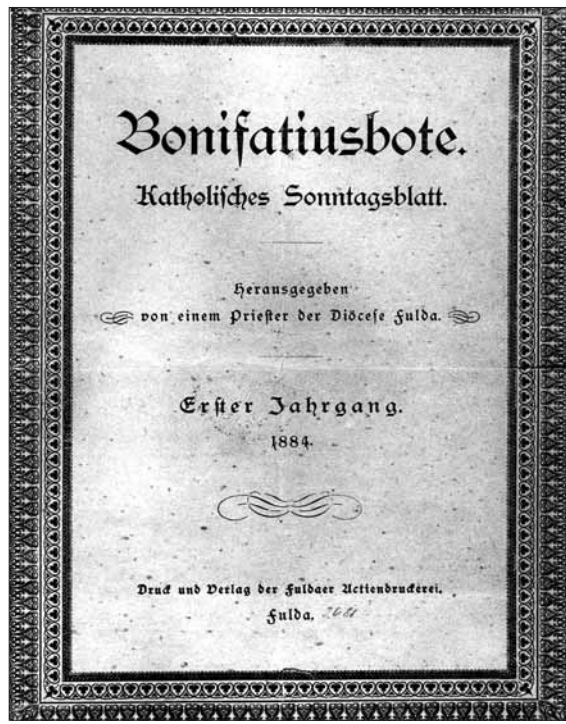 Bonifatiusbote.
Katholisches Sonntagsblatt.
Herausgegeben
von einem Priester der Diöcese Fulda.
Erster Jahrgang.
1884.
Druck und Verlag der Fuldaer Actiendruckerei.
Fulda.